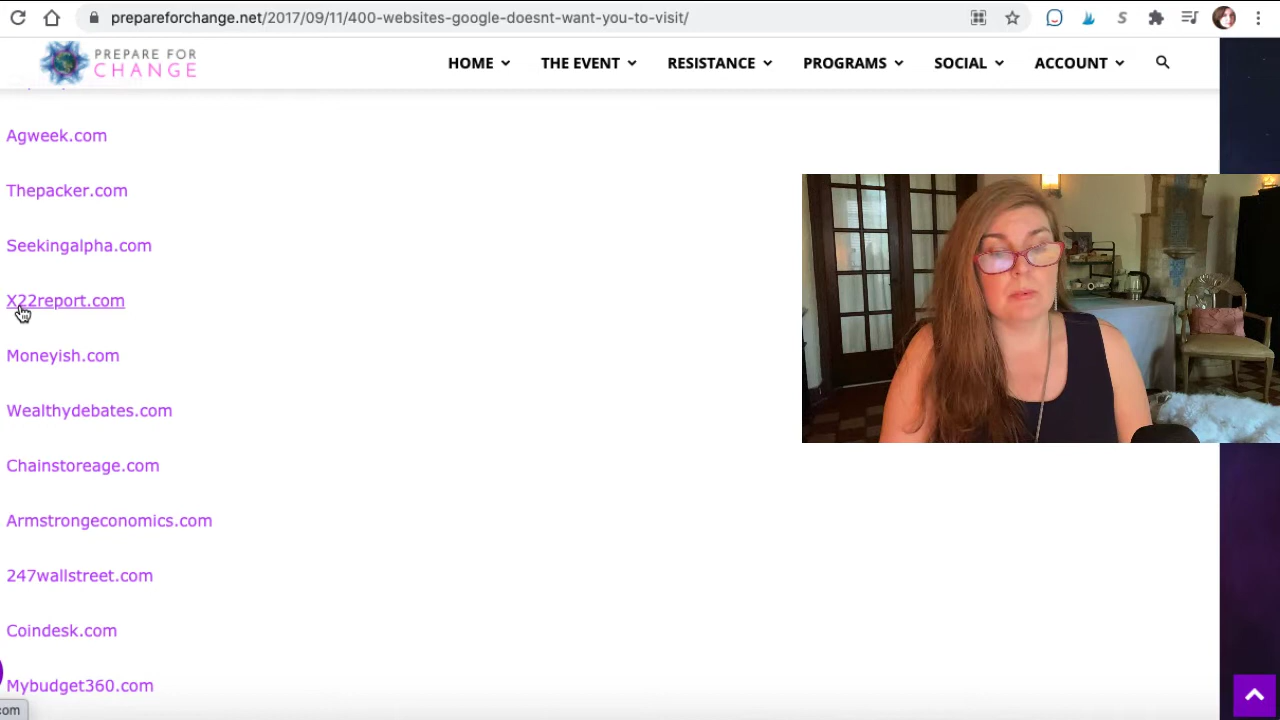 prepareforchange.net/2017/09/11/400-websites-google-doesnt-want-you-to-visit/
PREPARE FOR
CHANGE
HOME
THE EVENT
RESISTANCE
PROGRAMS
SOCIAL
ACCOUNT
Agweek.com
Thepacker.com
Seekingalpha.com
X22report.com
Moneyish.com
Wealthydebates.com
Chainstoreage.com
Armstrongeconomics.com
247wallstreet.com
Coindesk.com
Mybudget360.com
com